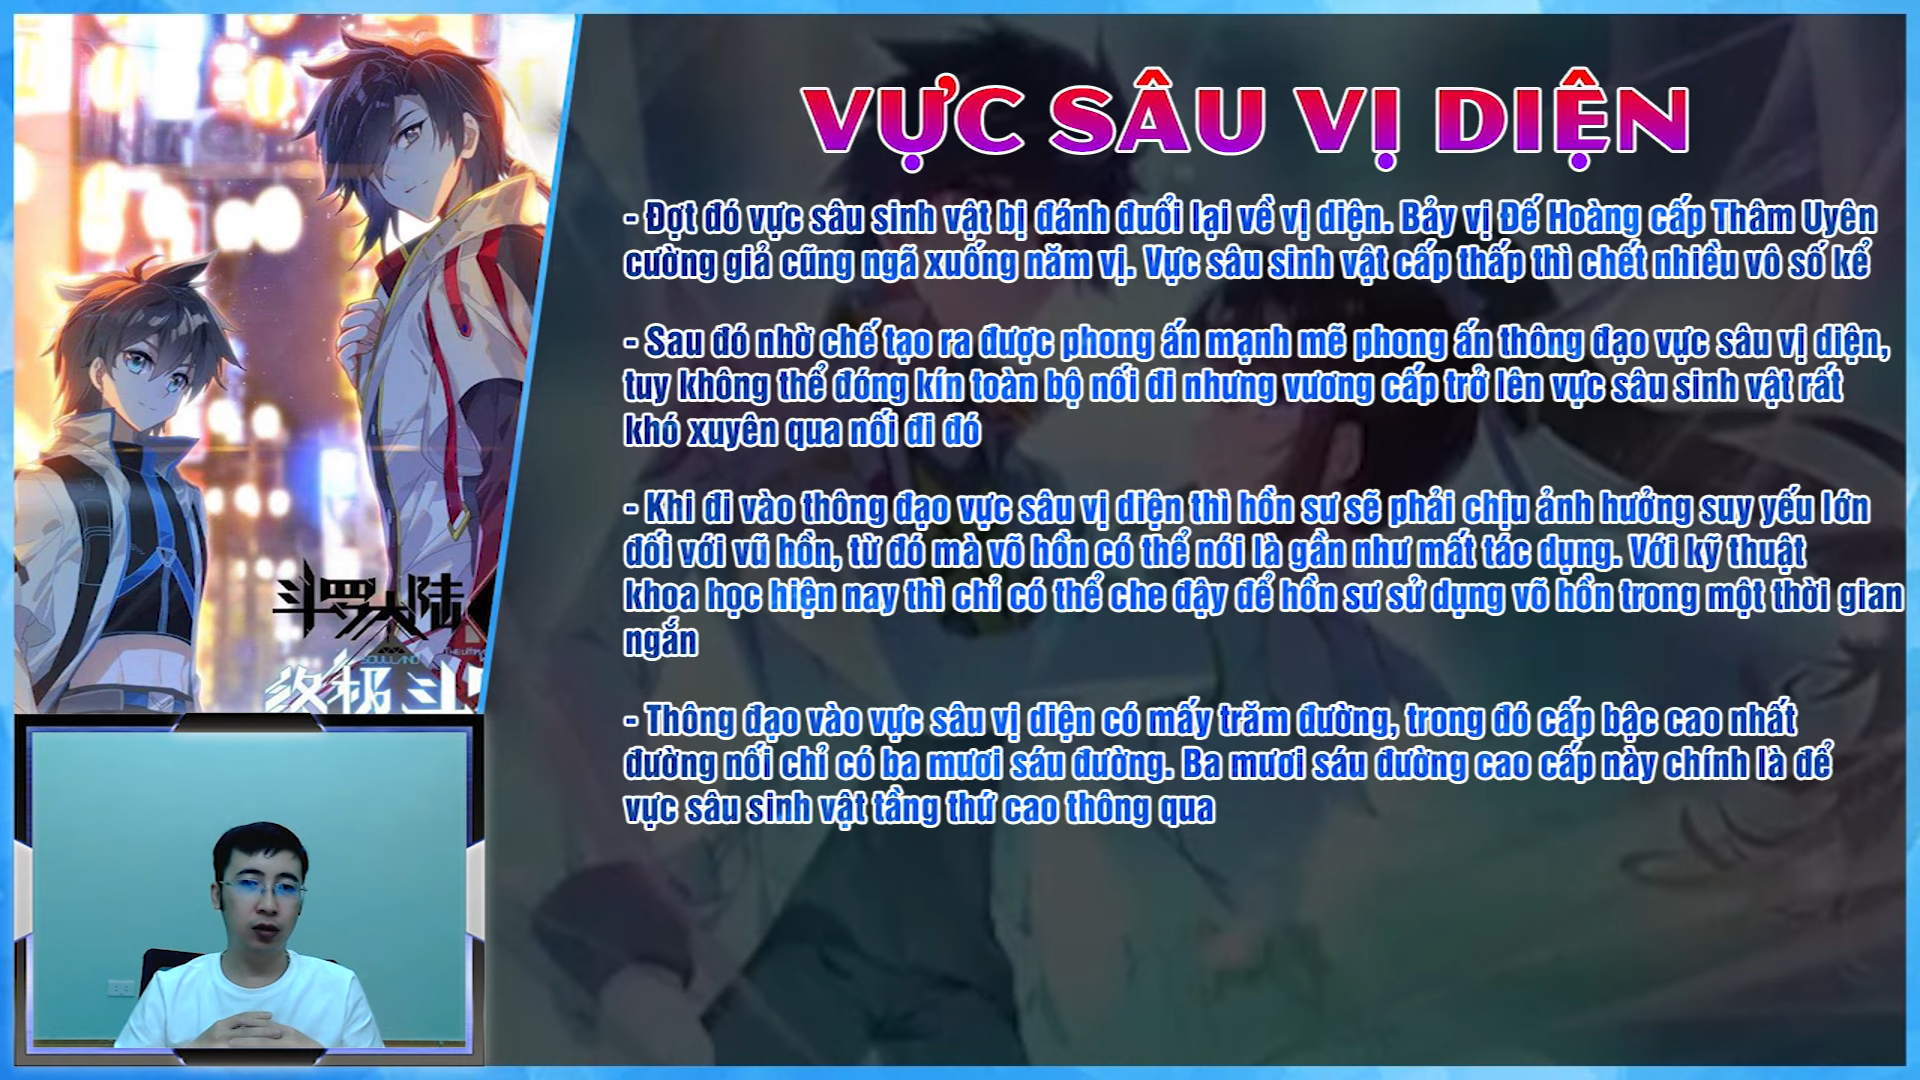 VỰC SÂU VỊ DIỆN
- Đợt đó vực sâu sinh vật bị đánh đuổi lại về vị diện. Bảy vị Đế Hoàng cấp Thâm Uyên
cường giả cũng ngã xuống năm vị. Vực sâu sinh vật cấp thấp thì chết nhiều vô số kể
- Sau đó nhờ chế tạo ra được phong ấn mạnh mẽ phong ấn thông đạo vực sâu vị diện,
tuy không thể đóng kín toàn bộ nối đi nhưng vương cấp trở lên vực sâu sinh vật rất
khó xuyên qua nối đi đó
- Khi đi vào thông đạo vực sâu vị diện thì hồn sư sẽ phải chịu ảnh hưởng suy yếu lớn
đối với vũ hồn, từ đó mà võ hồn có thể nói là gần như mất tác dụng. Với kỹ thuật
khoa học hiện nay thì chỉ có thể che đậy để hồn sư sử dụng võ hồn trong một thời gian
ngắn
- Thông đạo vào vực sâu vị diện có mấy trăm đường, trong đó cấp bậc cao nhất
đường nối chỉ có ba mươi sáu đường. Ba mươi sáu đường cao cấp này chính là để
vực sâu sinh vật tầng thứ cao thông qua
斗罗大陆
SOULLAND
终极斗